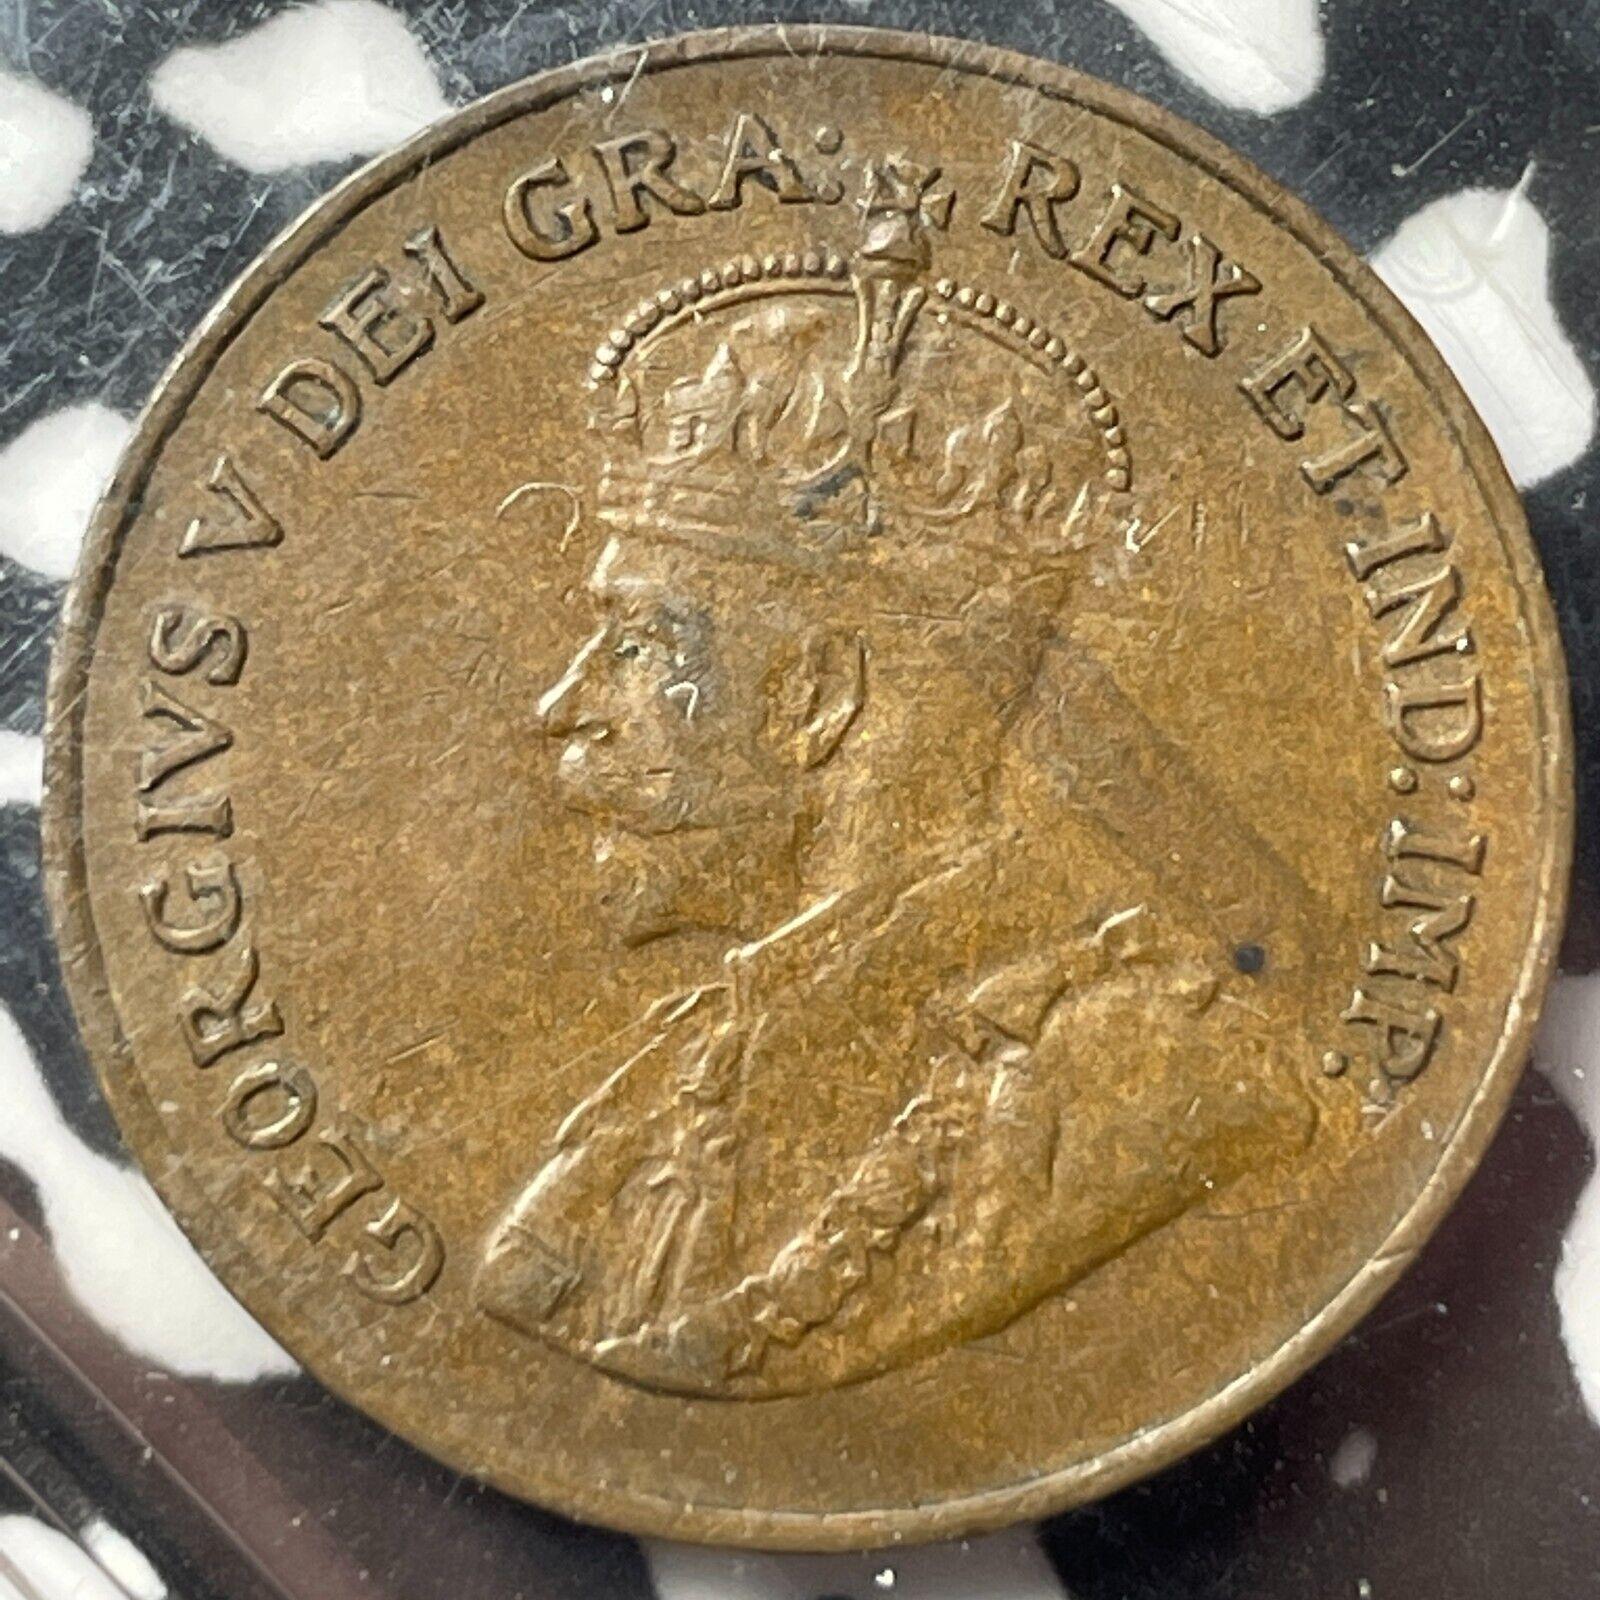 GEORGIVS V DEI GRA: REX ET IND: IMP: